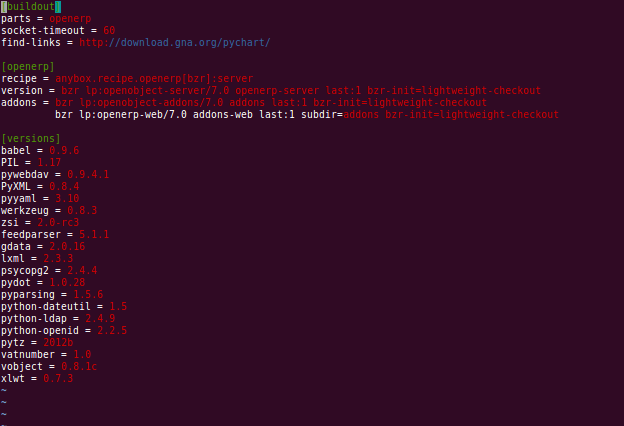 [buildout]
parts = openerp
socket-timeout = 60
find-links = http://download.gna.org/pychart/
[openerp]
recipe = anybox.recipe.openerp[bzr]:server
version = bzr lp:openobject-server/7.0 openerp-server last:1 bzr-init=lightweight-checkout
addons = bzr lp:openobject-addons/7.0 addons last:1 bzr-init=lightweight-checkout
bzr lp:openerp-web/7.0 addons-web last:1 subdir=addons bzr-init=lightweight-checkout
[versions]
babel = 0.9.6
PIL = 1.17
pywebdav = 0.9.4.1
PyXML = 0.8.4
pyyaml = 3.10
werkzeug = 0.8.3
zsi = 2.0-rc3
feedparser = 5.1.1
gdata = 2.0.16
lxml = 2.3.3
psycopg2 = 2.4.4
pydot = 1.0.28
pyparsing = 1.5.6
python-dateutil = 1.5
python-ldap = 2.4.9
python-openid = 2.2.5
pytz = 2012b
vatnumber = 1.0
vobject = 0.8.1c
xlwt = 0.7.3
~
~
~
~